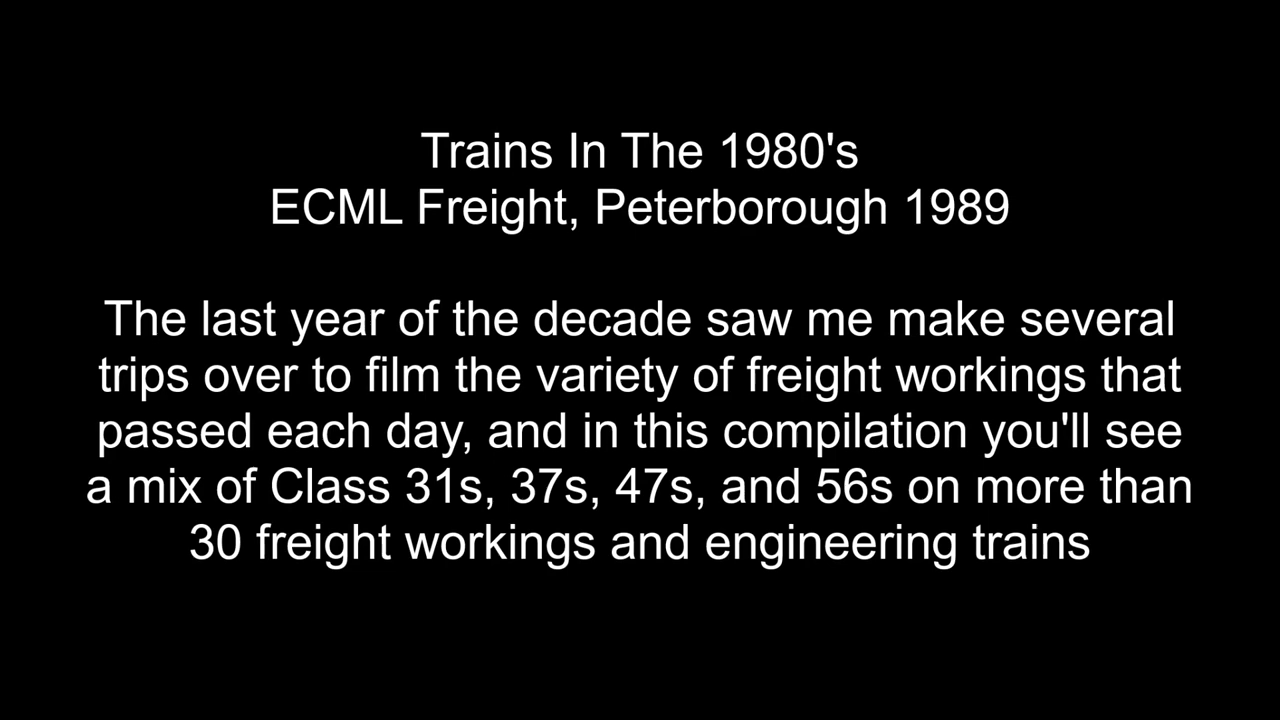 Trains In The 1980's
ECML Freight, Peterborough 1989
The last year of the decade saw me make several
trips over to film the variety of freight workings that
passed each day, and in this compilation you'll see
a mix of Class 31s, 37s, 47s, and 56s on more than
30 freight workings and engineering trains